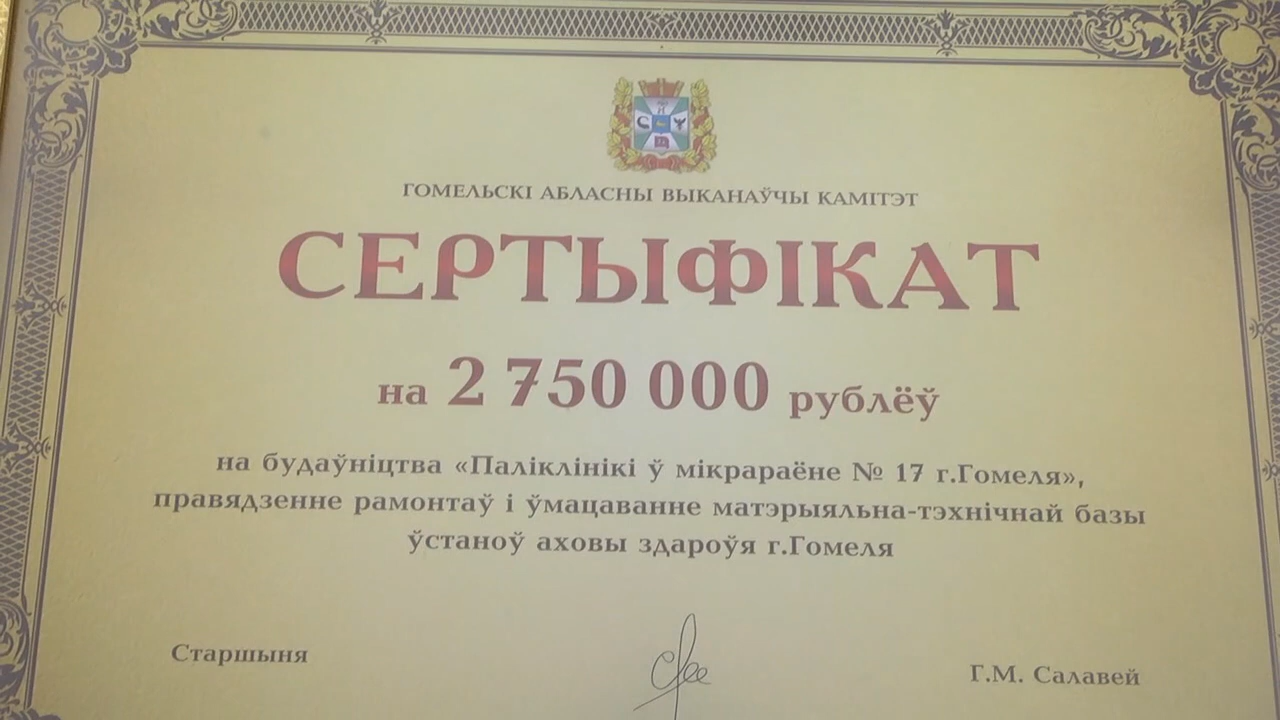 ГОМЕЛЬСКІ АБЛАСНЫ ВЫКАНАЎЧЫ КАМІТЭТ
СЕРТЫФІКАТ
на 2 750 000 рублёў
на будаўніцтва «Паліклінікі ў мікрараёне № 17 г.Гомеля»,
правядзенне рамонтаў і ўмацаванне матэрыяльна-тэхнічнай базы
ўстаноў аховы здароўя г.Гомеля
Старшыня
Г.М. Салавей